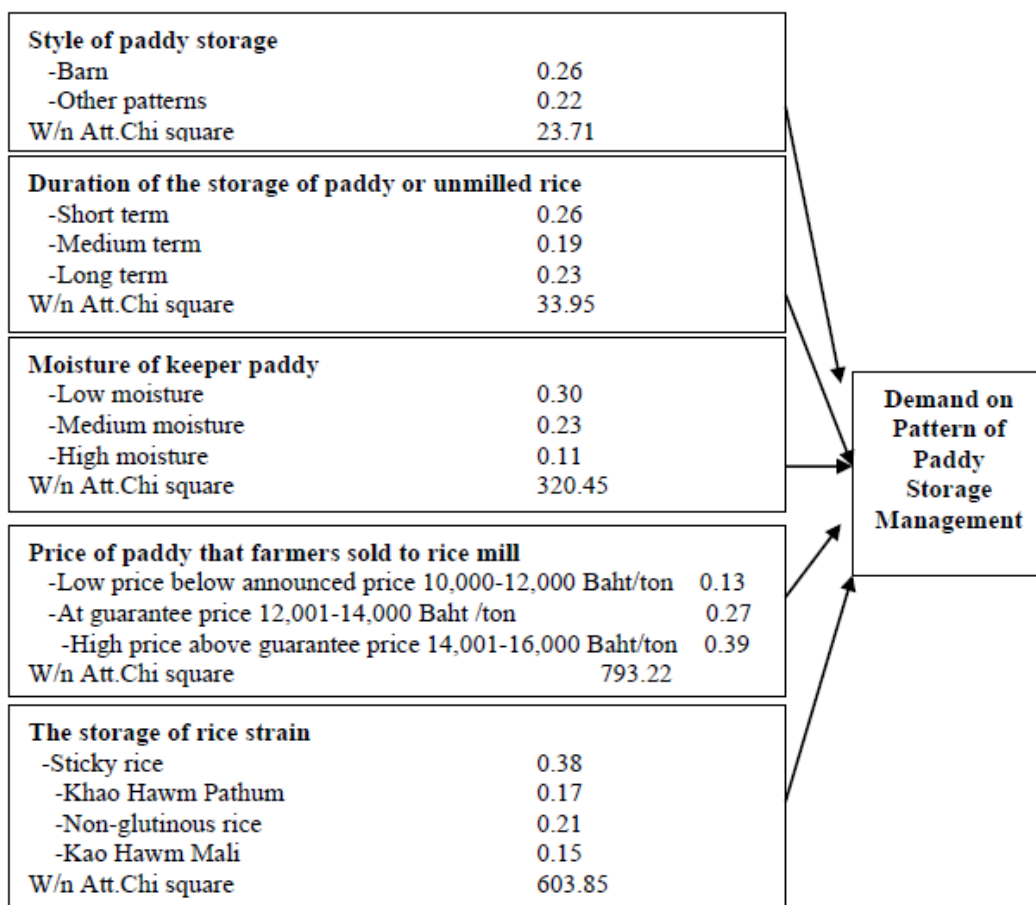 Style of paddy storage
-Barn 0.26
-Other patterns 0.22
W/n Att.Chi square 23.71
Duration of the storage of paddy or unmilled rice
-Short term 0.26
-Medium term 0.19
-Long term 0.23
W/n Att.Chi square 33.95
Moisture of keeper paddy
-Low moisture 0.30
-Medium moisture 0.23
-High moisture 0.11
W/n Att.Chi square 320.45
Price of paddy that farmers sold to rice mill
-Low price below announced price 10,000-12,000 Baht/ton 0.13
-At guarantee price 12,001-14,000 Baht /ton 0.27
-High price above guarantee price 14,001-16,000 Baht/ton 0.39
W/n Att.Chi square 793.22
The storage of rice strain
-Sticky rice 0.38
-Khao Hawm Pathum 0.17
-Non-glutinous rice 0.21
-Kao Hawm Mali 0.15
W/n Att.Chi square 603.85
Demand on
Pattern of
Paddy
Storage
Management